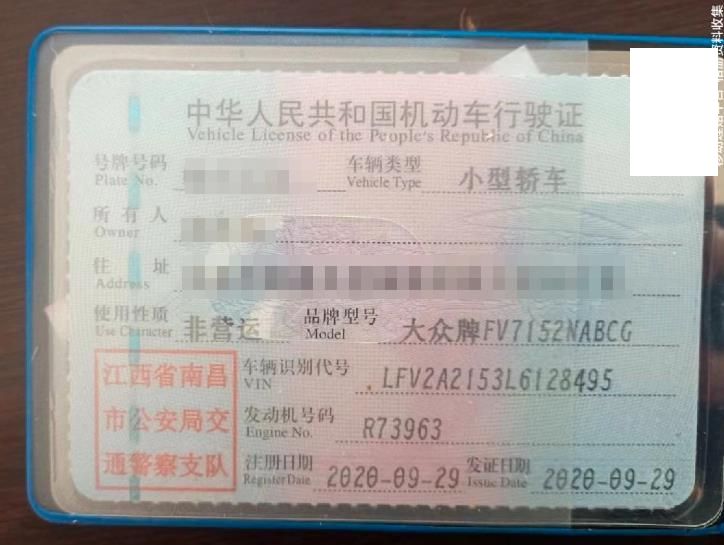 中华人民共和国机动车行驶证
Vehicle License of the People's Republic of China
号牌号码 车辆类型 小型轿车
Plate No. Vehicle Type
所有人
Owner
住址
Address
使用性质 非营运 品牌型号 大众牌FV7152NABCG
Use Character Model
江西省南昌
市公安局交
通警察支队
车辆识别代号 LFV2A2153L6128495
VIN
发动机号码 R73963
Engine No.
注册日期 2020-09-29 发证日期 2020-09-29
Register Date Issue Date